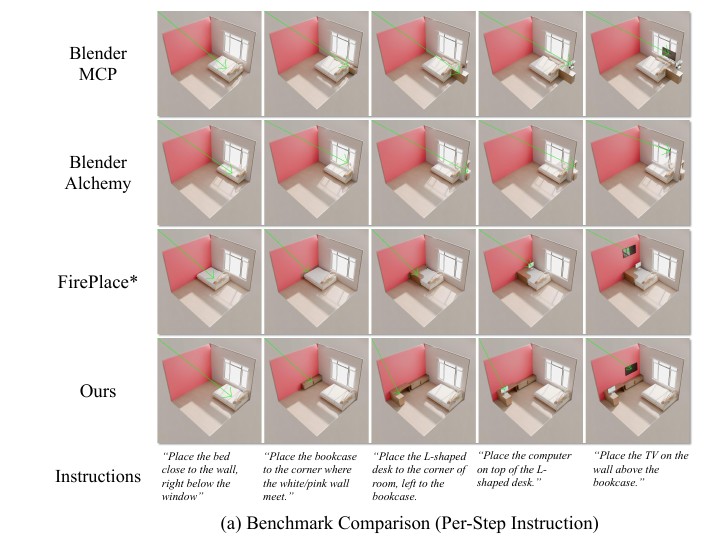 Blender
MCP
Blender
Alchemy
FirePlace*
Ours
Instructions
“Place the bed
close to the wall,
right below the
window”
“Place the bookcase
to the corner where
the white/pink wall
meet.”
“Place the L-shaped
desk to the corner of
room, left to the
bookcase.
“Place the computer
on top of the L-
shaped desk.”
“Place the TV on the
wall above the
bookcase.”
(a) Benchmark Comparison (Per-Step Instruction)